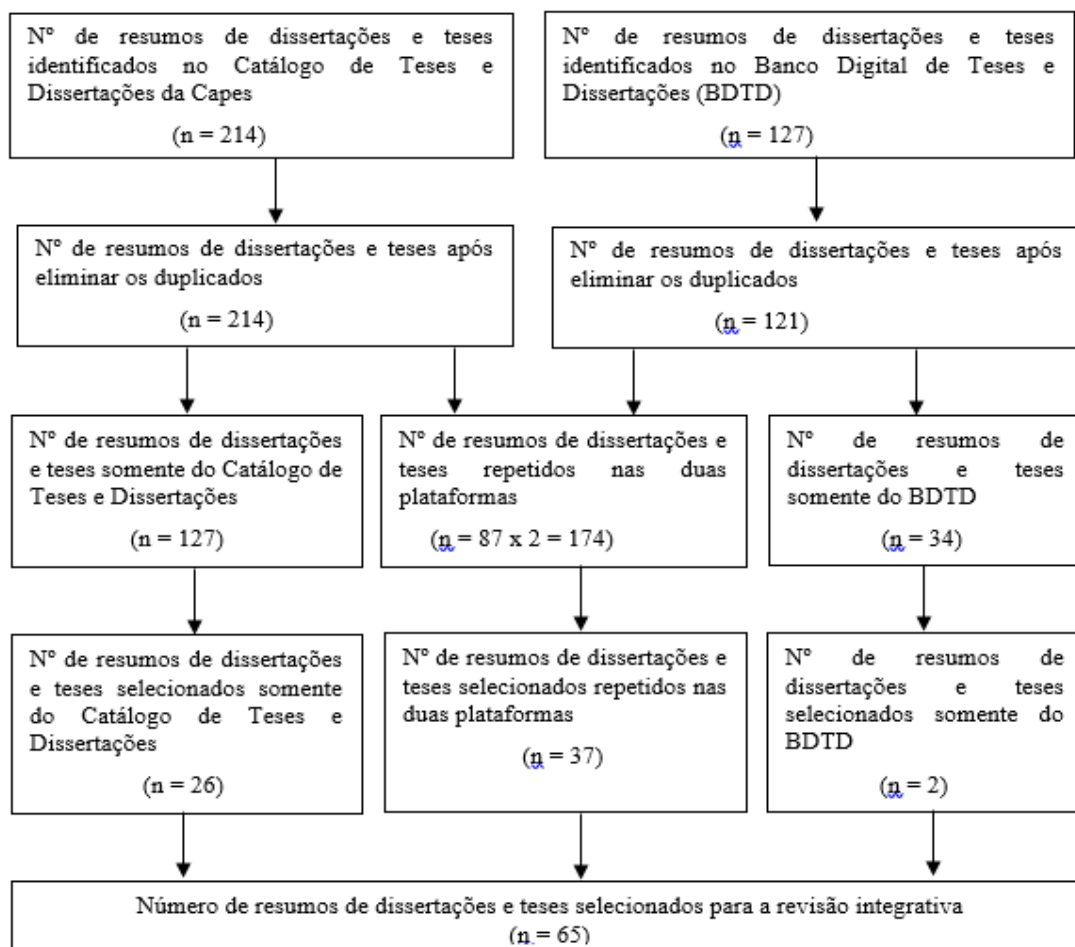 Nº de resumos de dissertações e teses
identificados no Catálogo de Teses e
Dissertações da Capes
(n = 214)
Nº de resumos de dissertações e teses
identificados no Banco Digital de Teses e
Dissertações (BDTD)
(n = 127)
Nº de resumos de dissertações e teses após
eliminar os duplicados
(n = 214)
Nº de resumos de dissertações e teses após
eliminar os duplicados
(n = 121)
Nº de resumos de dissertações
e teses somente do Catálogo de
Teses e Dissertações
(n = 127)
Nº de resumos de dissertações e
teses repetidos nas duas
plataformas
(n = 87 x 2 = 174)
Nº de resumos de
dissertações e teses
somente do BDTD
(n = 34)
Nº de resumos de dissertações
e teses selecionados somente
do Catálogo de Teses e
Dissertações
(n = 26)
Nº de resumos de dissertações e
teses selecionados repetidos nas
duas plataformas
(n = 37)
Nº de resumos de
dissertações e teses
selecionados somente do
BDTD
(n = 2)
Número de resumos de dissertações e teses selecionados para a revisão integrativa
(n = 65)